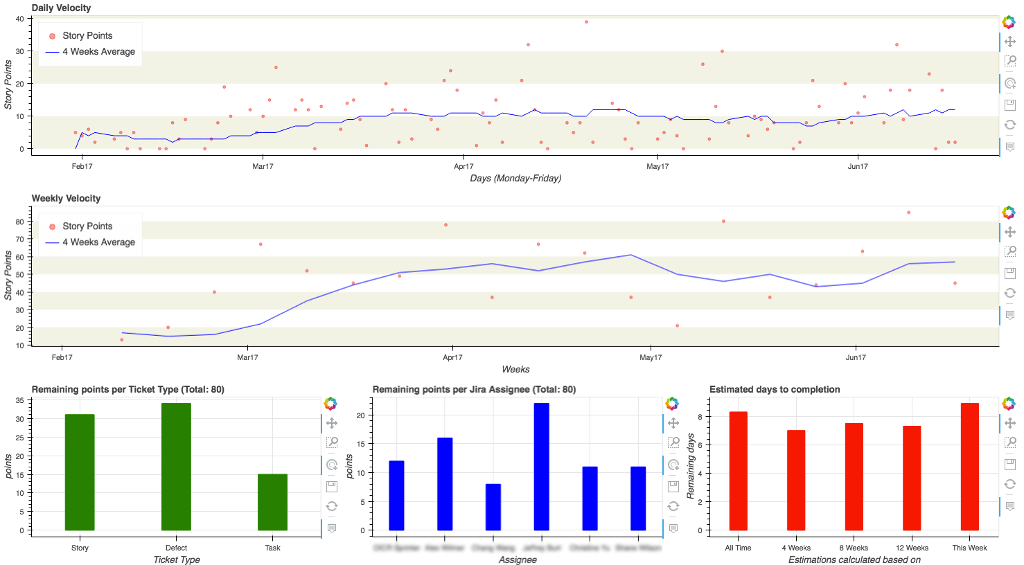 Daily Velocity
40
30
20
10
0
Story Points
Story Points
4 Weeks Average
Feb17 Mar17 Apr17 May17 Jun17
Days (Monday-Friday)
Weekly Velocity
80
70
60
50
40
30
20
10
Story Points
Story Points
4 Weeks Average
Feb17 Mar17 Apr17 May17 Jun17
Weeks
Remaining points per Ticket Type (Total: 80)
35
30
25
20
15
10
5
0
points
Story Defect Task
Ticket Type
Remaining points per Jira Assignee (Total: 80)
20
15
10
5
0
points
Assignee
Estimated days to completion
8
6
4
2
0
Remaining days
All Time 4 Weeks 8 Weeks 12 Weeks This Week
Estimations calculated based on